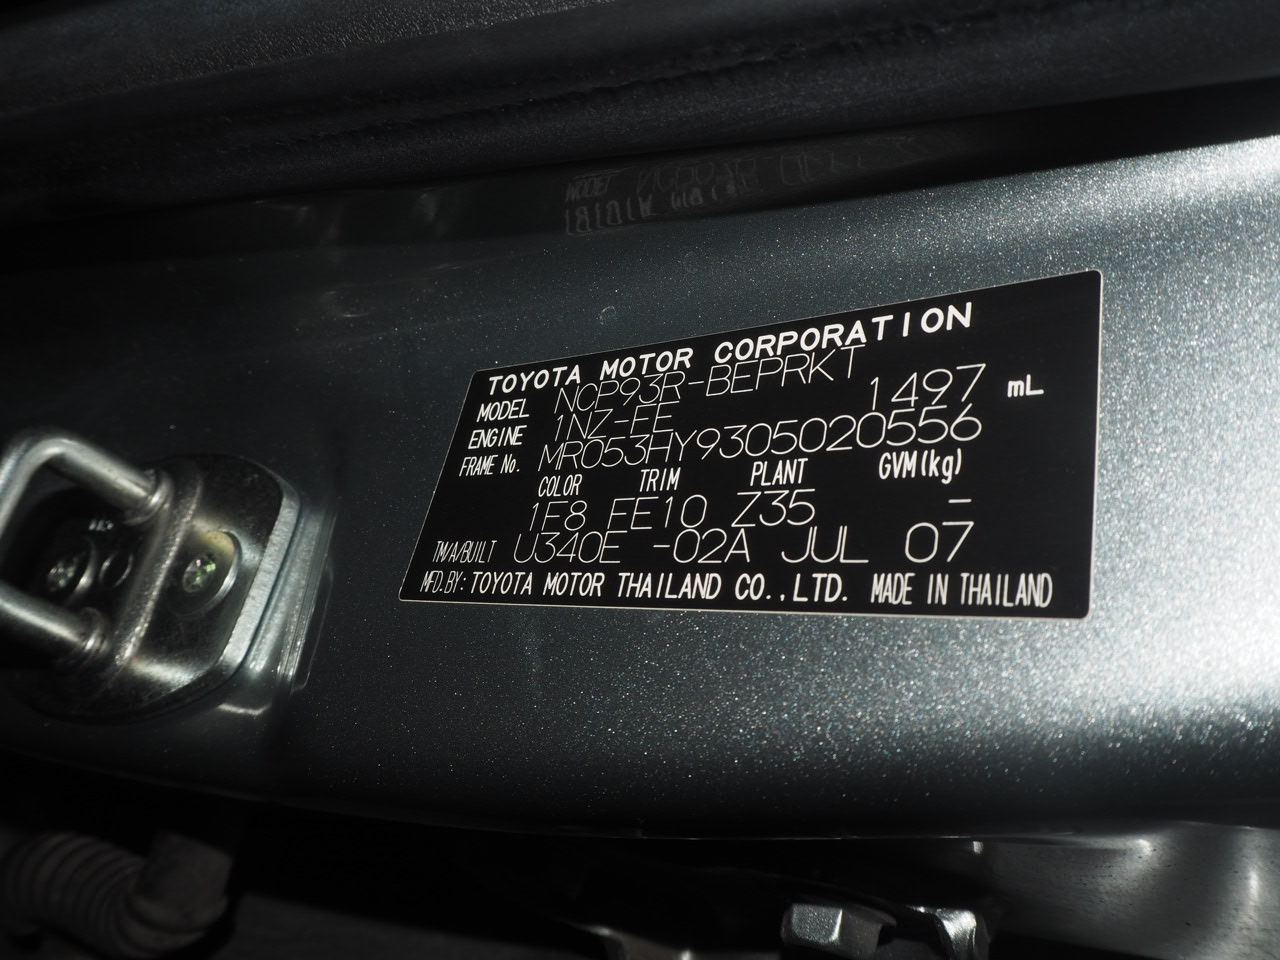 TOYOTA MOTOR CORPORATION
MODEL NCP93R-BEPRKT
ENGINE 1NZ-FE 1497 mL
FRAME No. MR053HY9305020556
COLOR TRIM PLANT GVM(kg)
1E8 FE10 Z35 -
TM/A/BUILT U340E -02A JUL 07
MFD.BY: TOYOTA MOTOR THAILAND CO.,LTD. MADE IN THAILAND